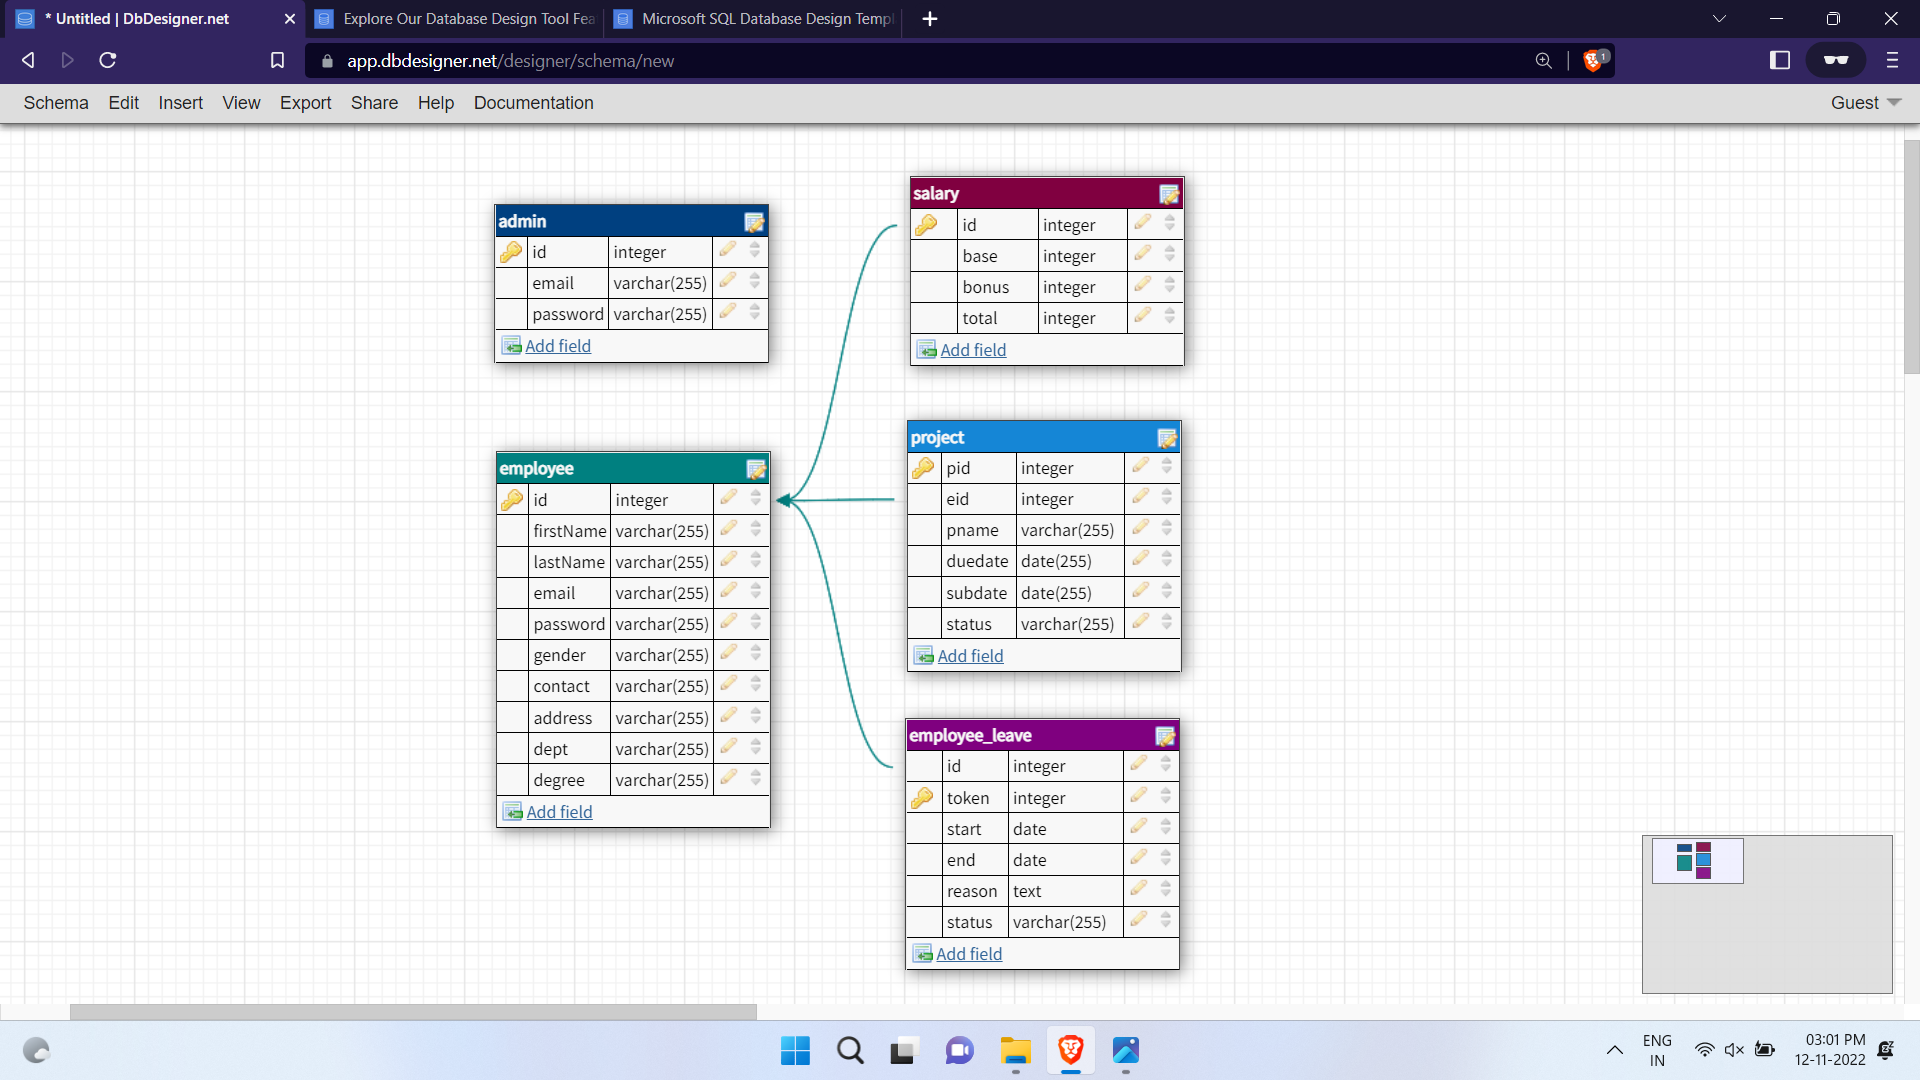 * Untitled | DbDesigner.net
Explore Our Database Design Tool Fea
Microsoft SQL Database Design Templ
app.dbdesigner.net/designer/schema/new
1
Schema Edit Insert View Export Share Help Documentation
Guest
admin
id integer
email varchar(255)
password varchar(255)
Add field
employee
id integer
firstName varchar(255)
lastName varchar(255)
email varchar(255)
password varchar(255)
gender varchar(255)
contact varchar(255)
address varchar(255)
dept varchar(255)
degree varchar(255)
Add field
salary
id integer
base integer
bonus integer
total integer
Add field
project
pid integer
eid integer
pname varchar(255)
duedate date(255)
subdate date(255)
status varchar(255)
Add field
employee_leave
id integer
token integer
start date
end date
reason text
status varchar(255)
Add field
ENG
IN
03:01 PM
12-11-2022